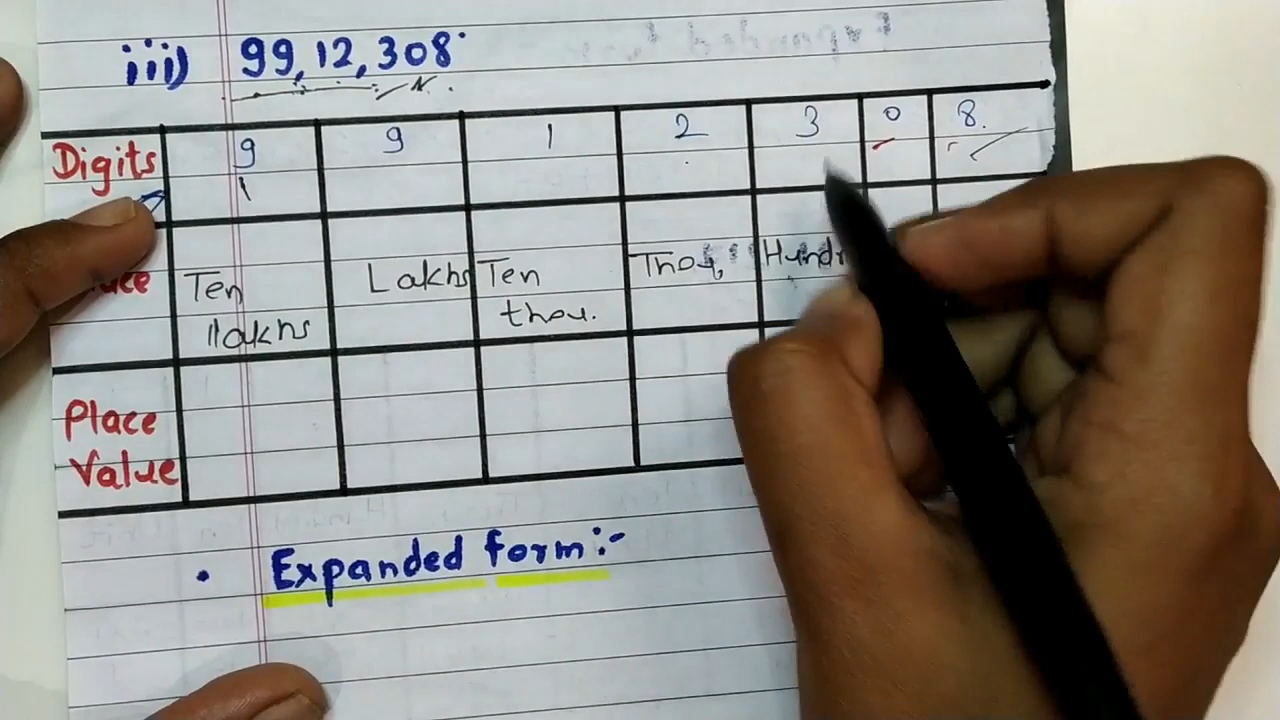 iii) 99,12,308
Digits 9 9 1 2 3 0 8
Ten lakhs
Lakhs
Ten thou.
Thou,
Place Value
• Expanded form:-